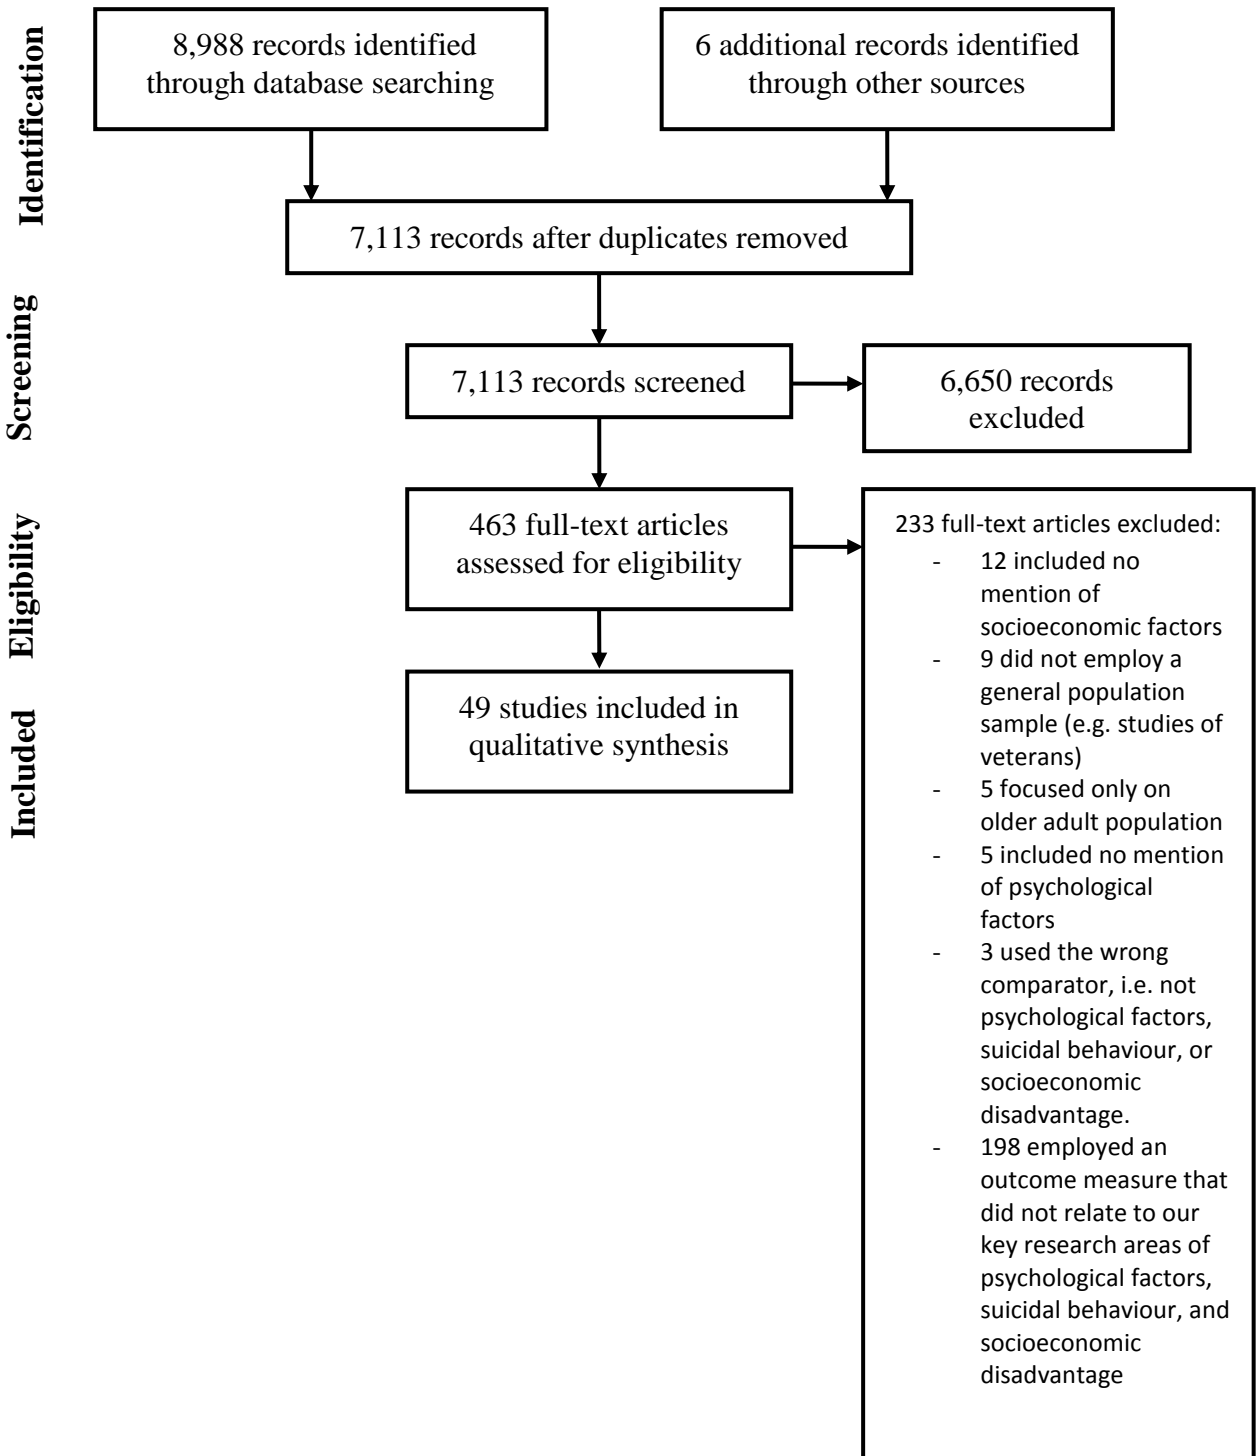 Identification
8,988 records identified
through database searching
6 additional records identified
through other sources
7,113 records after duplicates removed
Screening
7,113 records screened
6,650 records
excluded
Eligibility
463 full-text articles
assessed for eligibility
233 full-text articles excluded:
- 12 included no
mention of
socioeconomic factors
- 9 did not employ a
general population
sample (e.g. studies of
veterans)
- 5 focused only on
older adult population
- 5 included no mention
of psychological
factors
- 3 used the wrong
comparator, i.e. not
psychological factors,
suicidal behaviour, or
socioeconomic
disadvantage.
- 198 employed an
outcome measure that
did not relate to our
key research areas of
psychological factors,
suicidal behaviour, and
socioeconomic
disadvantage
Included
49 studies included in
qualitative synthesis